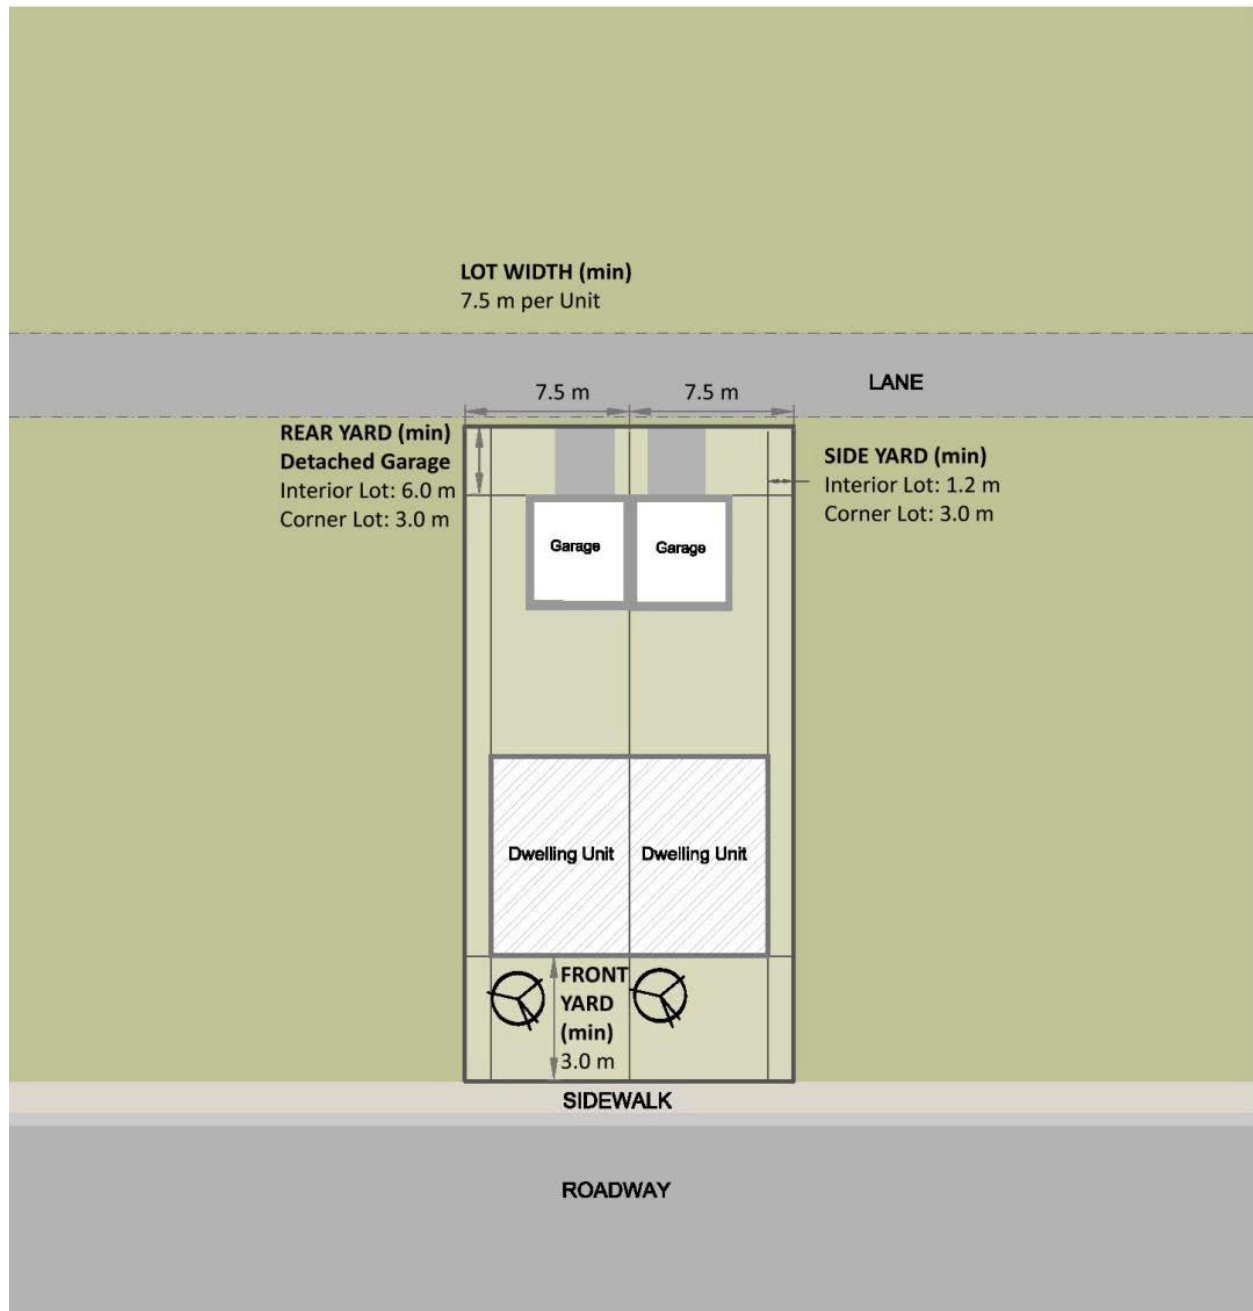 LOT WIDTH (min)
7.5 m per Unit
7.5 m
7.5 m
LANE
REAR YARD (min)
Detached Garage
Interior Lot: 6.0 m
Corner Lot: 3.0 m
SIDE YARD (min)
Interior Lot: 1.2 m
Corner Lot: 3.0 m
Garage
Garage
Dwelling Unit
Dwelling Unit
FRONT
YARD
(min)
3.0 m
SIDEWALK
ROADWAY